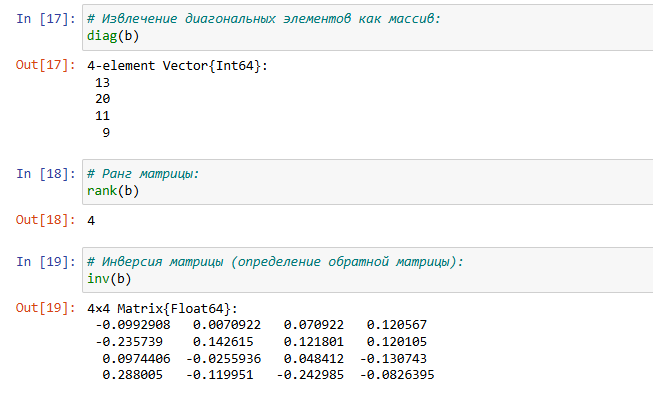 In [17]: # Извлечение диагональных элементов как массив:
diag(b)
Out[17]: 4-element Vector{Int64}:
13
20
11
9
In [18]: # Ранг матрицы:
rank(b)
Out[18]: 4
In [19]: # Инверсия матрицы (определение обратной матрицы):
inv(b)
Out[19]: 4×4 Matrix{Float64}:
-0.0992908 0.0070922 0.070922 0.120567
-0.235739 0.142615 0.121801 0.120105
0.0974406 -0.0255936 0.048412 -0.130743
0.288005 -0.119951 -0.242985 -0.0826395